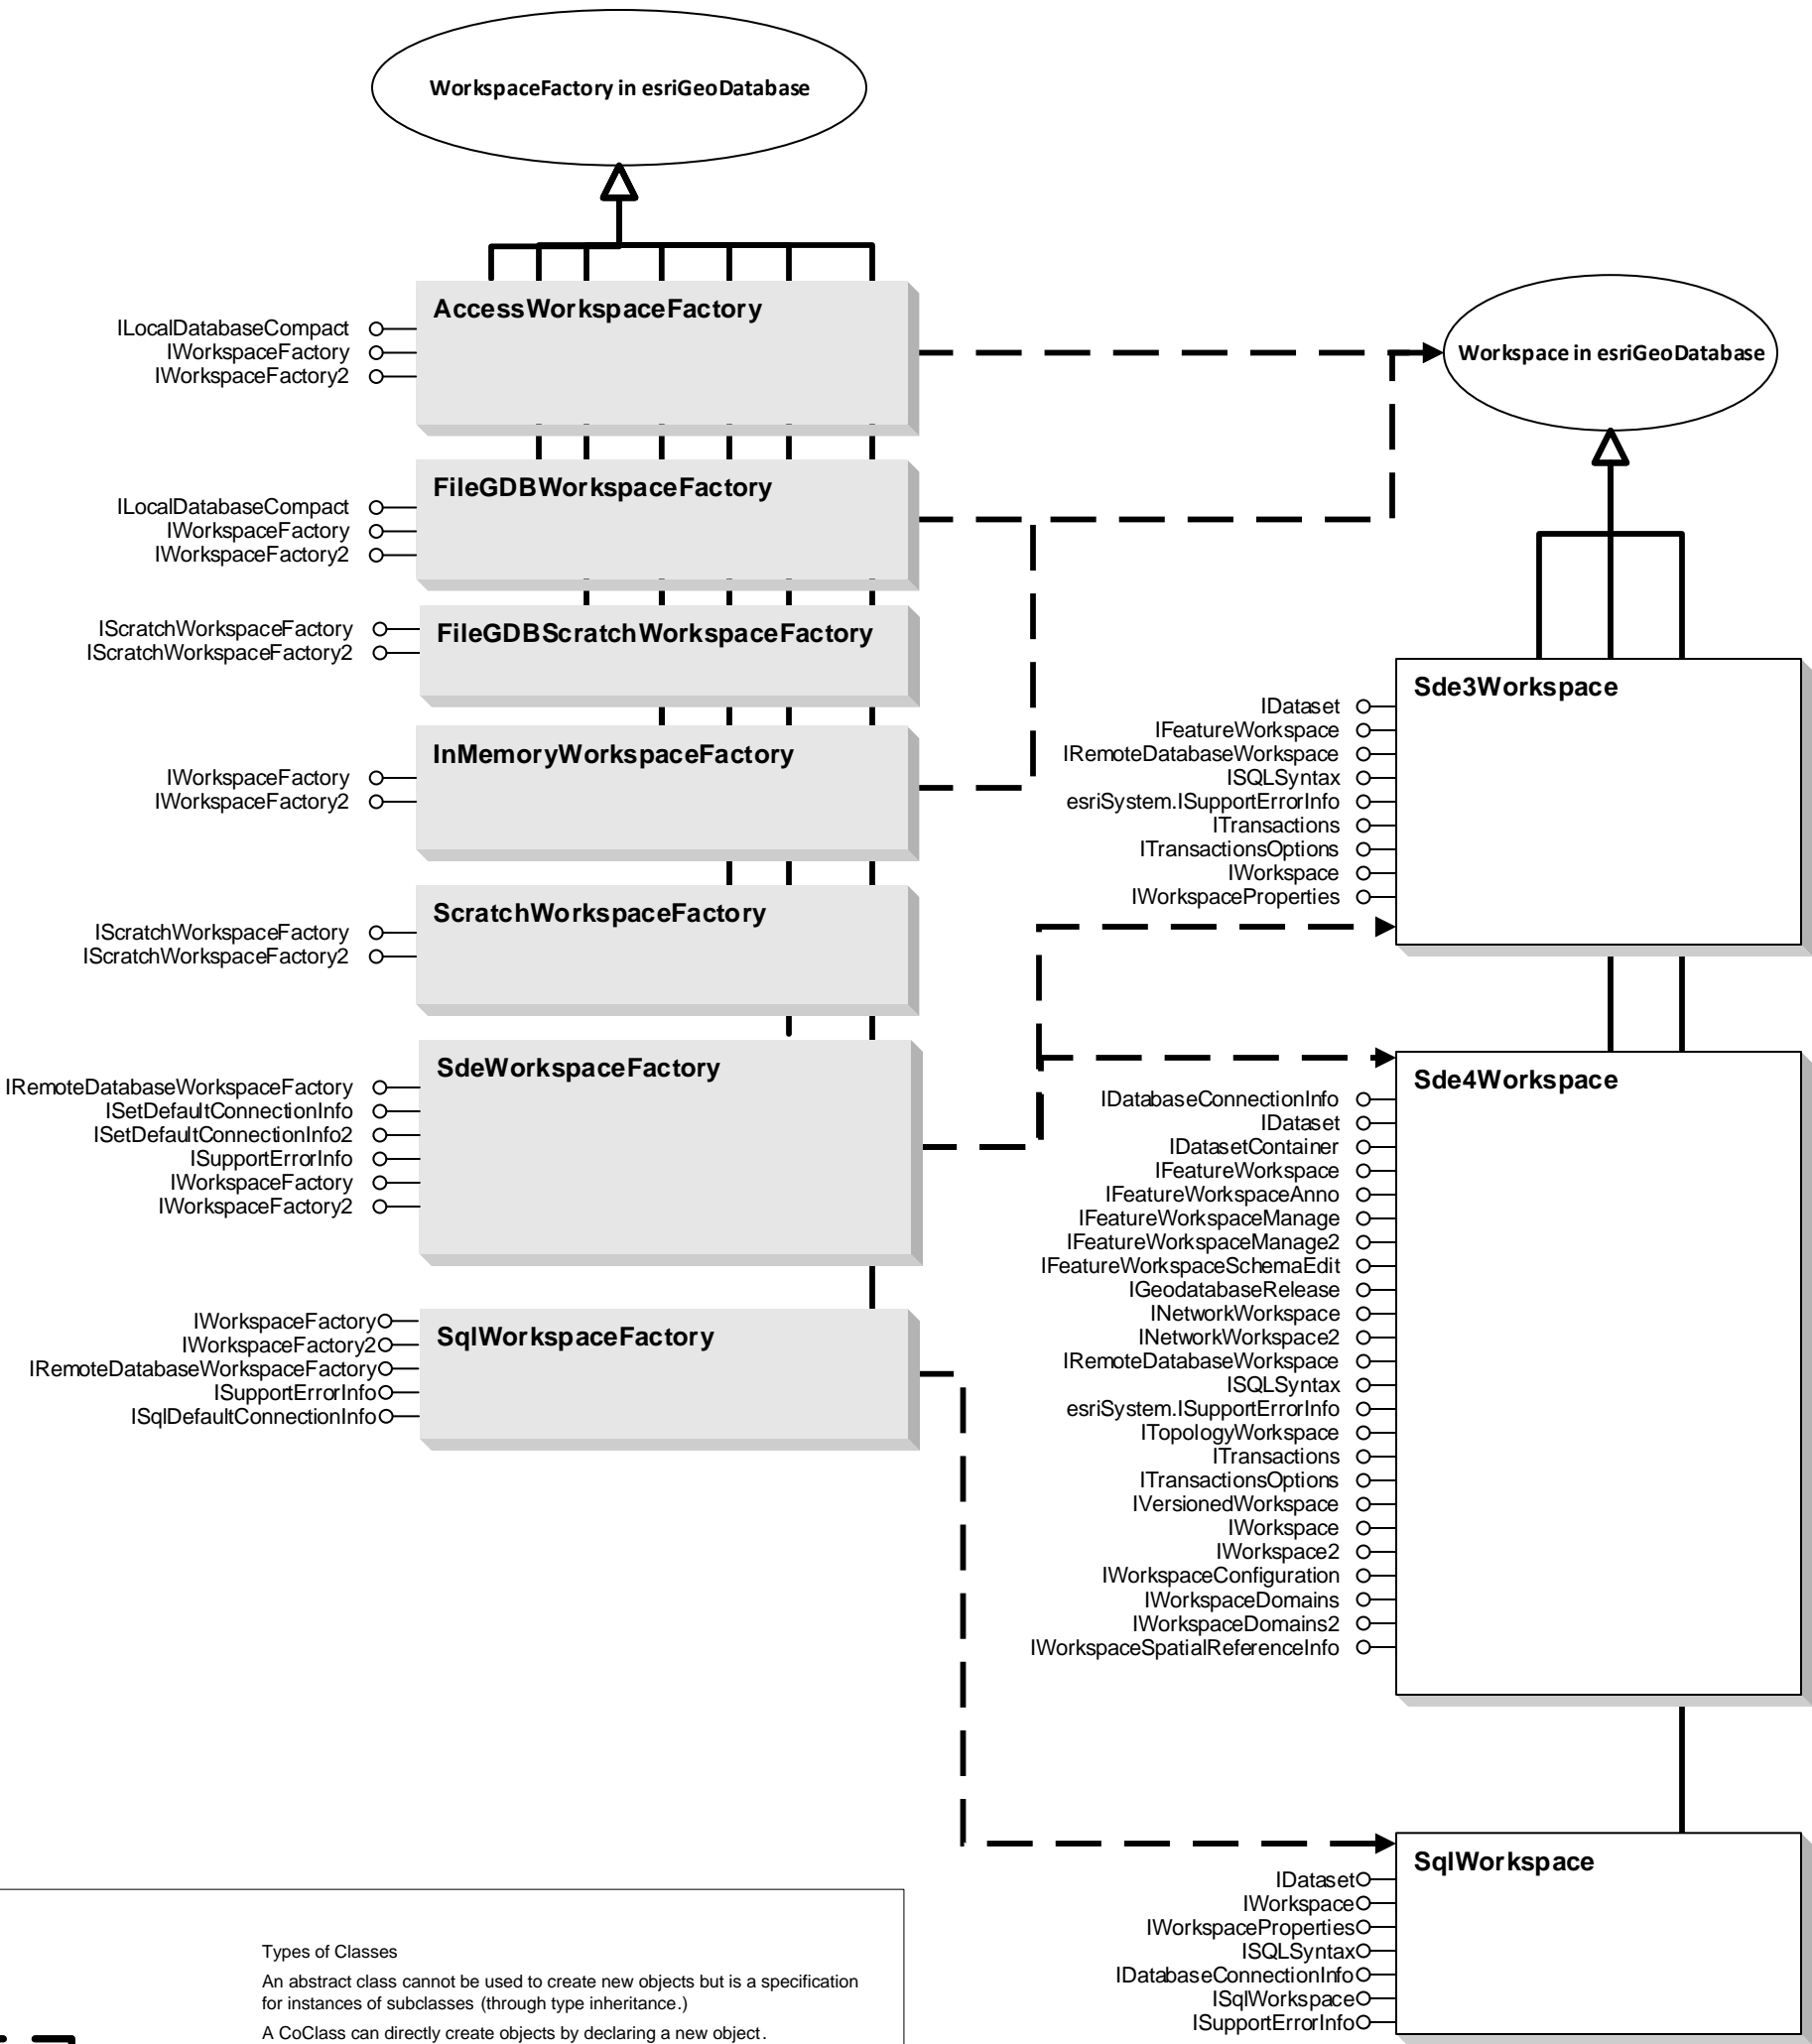 WorkspaceFactory in esriGeoDatabase
AccessWorkspaceFactory
ILocalDatabaseCompact
IWorkspaceFactory
IWorkspaceFactory2
FileGDBWorkspaceFactory
ILocalDatabaseCompact
IWorkspaceFactory
IWorkspaceFactory2
FileGDBScratchWorkspaceFactory
IScratchWorkspaceFactory
IScratchWorkspaceFactory2
InMemoryWorkspaceFactory
IWorkspaceFactory
IWorkspaceFactory2
ScratchWorkspaceFactory
IScratchWorkspaceFactory
IScratchWorkspaceFactory2
SdeWorkspaceFactory
IRemoteDatabaseWorkspaceFactory
ISetDefaultConnectionInfo
ISetDefaultConnectionInfo2
ISupportErrorInfo
IWorkspaceFactory
IWorkspaceFactory2
SqlWorkspaceFactory
IWorkspaceFactory
IWorkspaceFactory2
IRemoteDatabaseWorkspaceFactory
ISupportErrorInfo
ISqlDefaultConnectionInfo
Workspace in esriGeoDatabase
Sde3Workspace
IDataset
IFeatureWorkspace
IRemoteDatabaseWorkspace
ISQLSyntax
esriSystem.ISupportErrorInfo
ITransactions
ITransactionsOptions
IWorkspace
IWorkspaceProperties
Sde4Workspace
IDatabaseConnectionInfo
IDataset
IDatasetContainer
IFeatureWorkspace
IFeatureWorkspaceAnno
IFeatureWorkspaceManage
IFeatureWorkspaceManage2
IFeatureWorkspaceSchemaEdit
IGeodatabaseRelease
INetworkWorkspace
INetworkWorkspace2
IRemoteDatabaseWorkspace
ISQLSyntax
esriSystem.ISupportErrorInfo
ITopologyWorkspace
ITransactions
ITransactionsOptions
IVersionedWorkspace
IWorkspace
IWorkspace2
IWorkspaceConfiguration
IWorkspaceDomains
IWorkspaceDomains2
IWorkspaceSpatialReferenceInfo
SqlWorkspace
IDataset
IWorkspace
IWorkspaceProperties
ISQLSyntax
IDatabaseConnectionInfo
ISqlWorkspace
ISupportErrorInfo
Types of Classes
An abstract class cannot be used to create new objects but is a specification
for instances of subclasses (through type inheritance.)
A CoClass can directly create objects by declaring a new object.